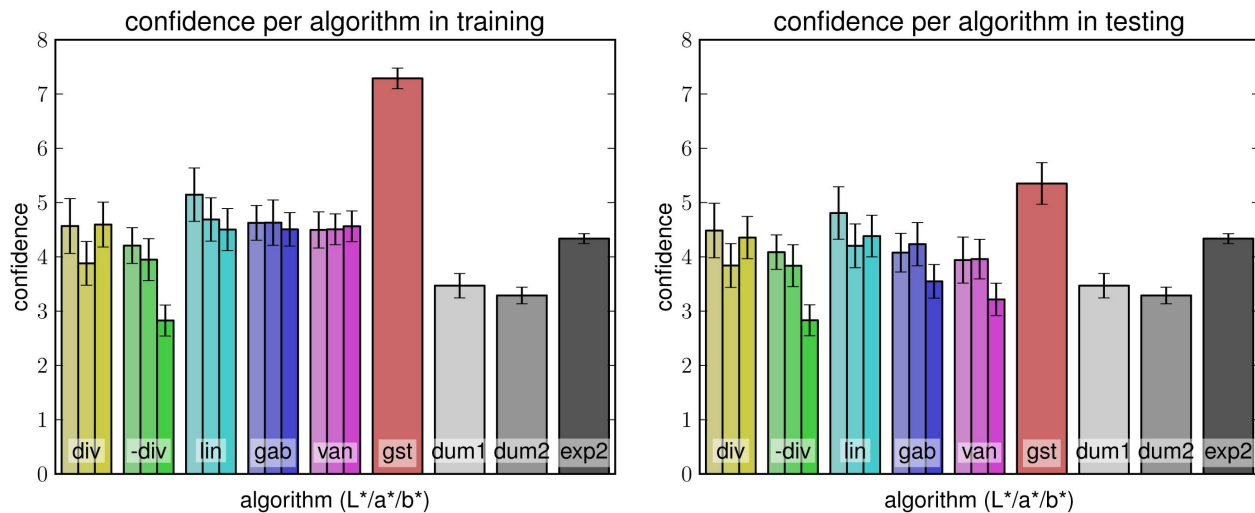 confidence per algorithm in training
8
7
6
5
4
3
2
1
0
confidence
div -div lin gab van gst dum1 dum2 exp2
algorithm (L*/a*/b*)
confidence per algorithm in testing
8
7
6
5
4
3
2
1
0
confidence
div -div lin gab van gst dum1 dum2 exp2
algorithm (L*/a*/b*)